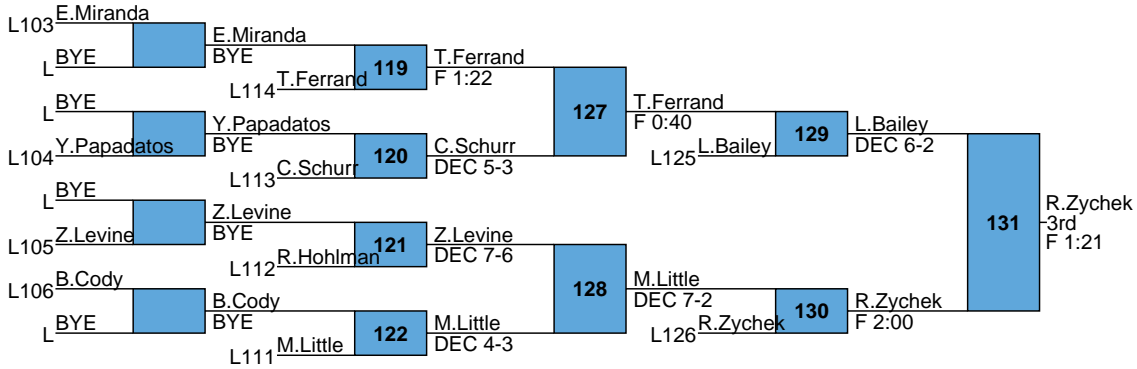 L103 E.Miranda
L BYE
E.Miranda
BYE
L114 T.Ferrand
119
T.Ferrand
F 1:22
L BYE
L104 Y.Papadatos
Y.Papadatos
BYE
L113 C.Schurr
120
C.Schurr
DEC 5-3
127
T.Ferrand
F 0:40
L125 L.Bailey
129
L.Bailey
DEC 6-2
L BYE
L105 Z.Levine
Z.Levine
BYE
L112 R.Hohlman
121
Z.Levine
DEC 7-6
L106 B.Cody
L BYE
B.Cody
BYE
L111 M.Little
122
M.Little
DEC 4-3
128
M.Little
DEC 7-2
L126 R.Zychek
130
R.Zychek
F 2:00
131
R.Zychek
3rd
F 1:21